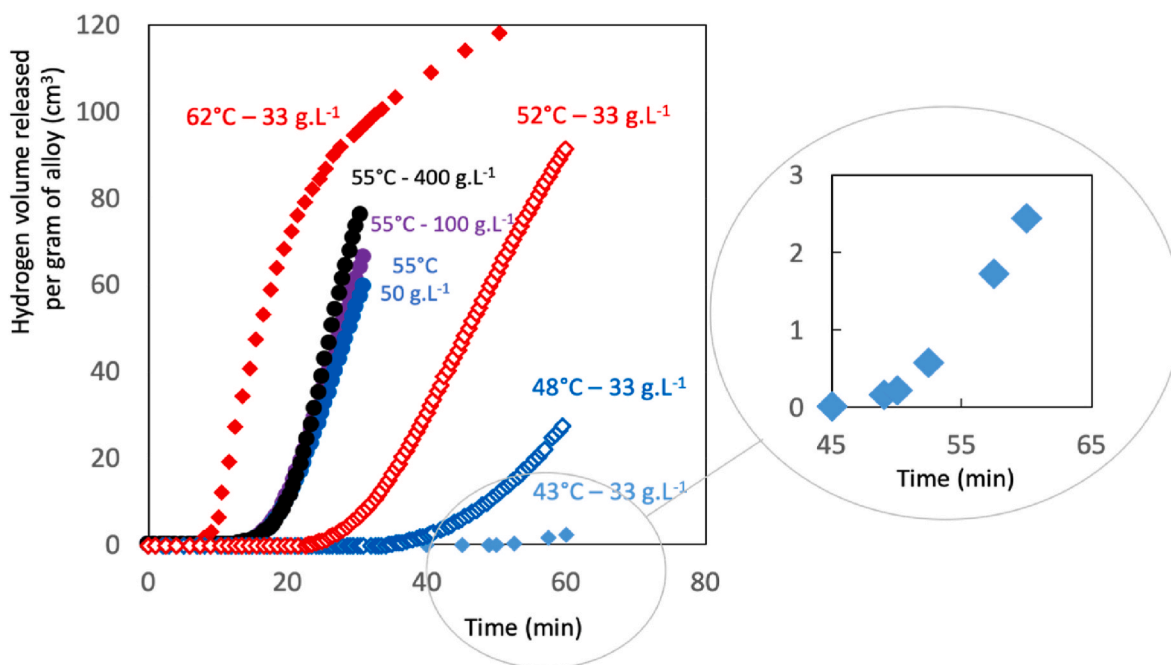 Hydrogen volume released
per gram of alloy (cm³)
120
100
80
60
40
20
0
0
20
40
60
80
Time (min)
62°C – 33 g.L⁻¹
52°C – 33 g.L⁻¹
55°C - 400 g.L⁻¹
55°C - 100 g.L⁻¹
55°C
50 g.L⁻¹
48°C – 33 g.L⁻¹
43°C – 33 g.L⁻¹
3
2
1
0
45
55
65
Time (min)